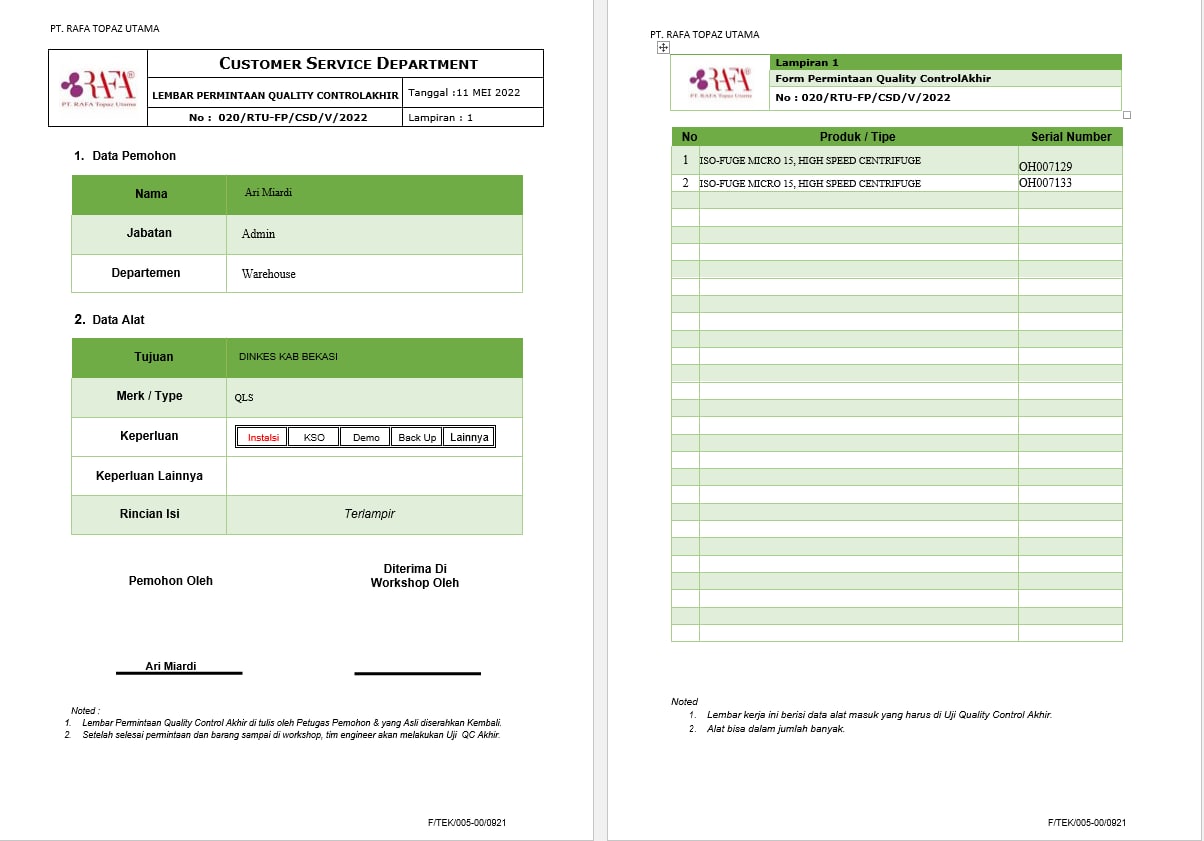 PT. RAFA TOPAZ UTAMA
RAFA®
PT. RAFA Topaz Utama
CUSTOMER SERVICE DEPARTMENT
LEMBAR PERMINTAAN QUALITY CONTROLAKHIR
Tanggal :11 MEI 2022
No : 020/RTU-FP/CSD/V/2022
Lampiran : 1
1. Data Pemohon
Nama Ari Miardi
Jabatan Admin
Departemen Warehouse
2. Data Alat
Tujuan DINKES KAB BEKASI
Merk / Type QLS
Keperluan Instalsi KSO Demo Back Up Lainnya
Keperluan Lainnya
Rincian Isi Terlampir
Pemohon Oleh
Diterima Di
Workshop Oleh
Ari Miardi
Noted :
1. Lembar Permintaan Quality Control Akhir di tulis oleh Petugas Pemohon & yang Asli diserahkan Kembali.
2. Setelah selesai permintaan dan barang sampai di workshop, tim engineer akan melakukan Uji QC Akhir.
F/TEK/005-00/0921
PT. RAFA TOPAZ UTAMA
RAFA®
PT. RAFA Topaz Utama
Lampiran 1
Form Permintaan Quality ControlAkhir
No : 020/RTU-FP/CSD/V/2022
No Produk / Tipe Serial Number
1 ISO-FUGE MICRO 15, HIGH SPEED CENTRIFUGE OH007129
2 ISO-FUGE MICRO 15, HIGH SPEED CENTRIFUGE OH007133
Noted
1. Lembar kerja ini berisi data alat masuk yang harus di Uji Quality Control Akhir.
2. Alat bisa dalam jumlah banyak.
F/TEK/005-00/0921